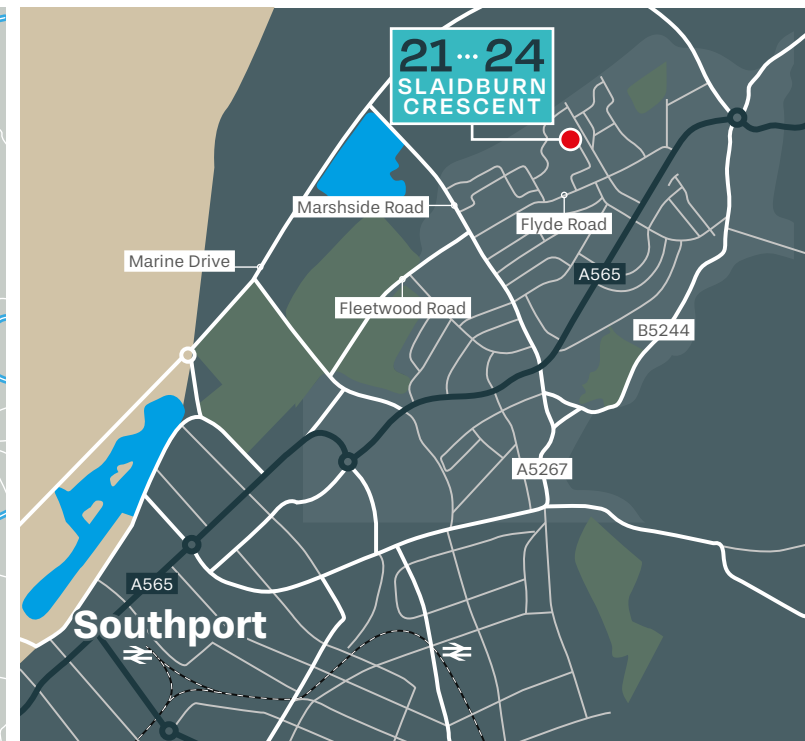 21 ... 24
SLAIDBURN
CRESCENT
Marshside Road
Flyde Road
Marine Drive
A565
Fleetwood Road
B5244
A5267
A565
Southport